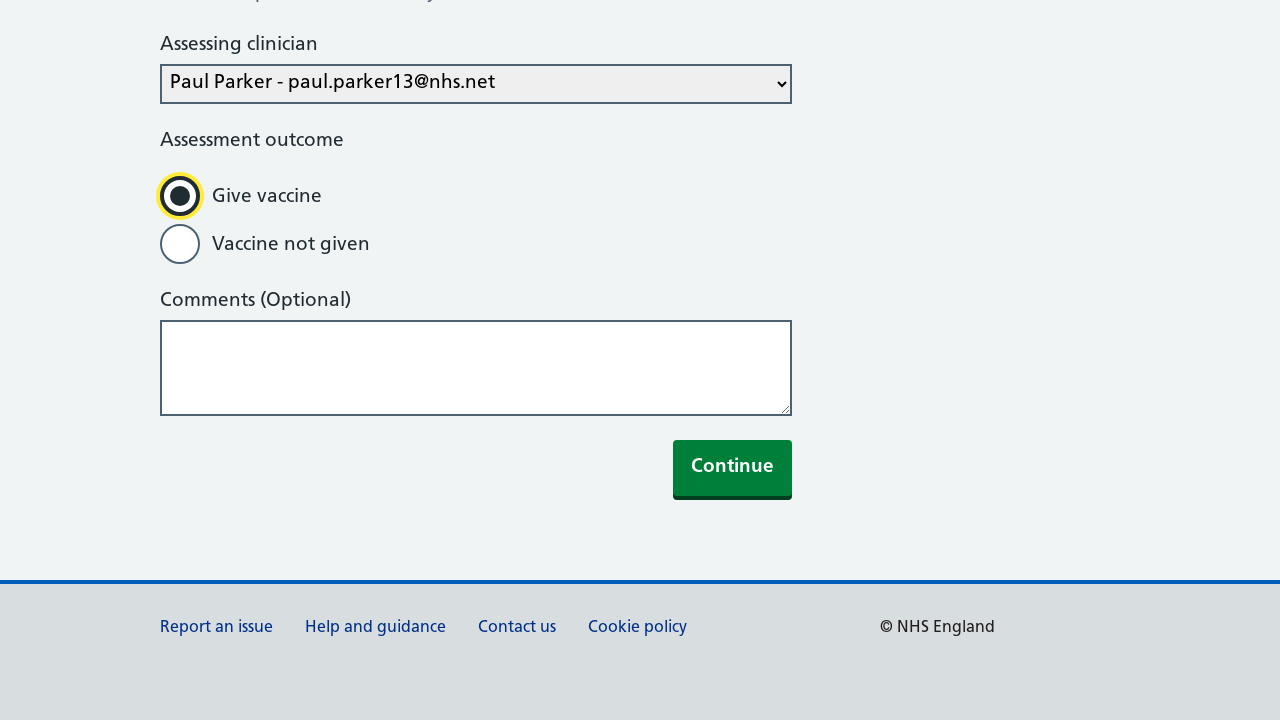 Assessing clinician
Paul Parker - paul.parker13@nhs.net
Assessment outcome
Give vaccine
Vaccine not given
Comments (Optional)
Continue
Report an issue Help and guidance Contact us Cookie policy © NHS England